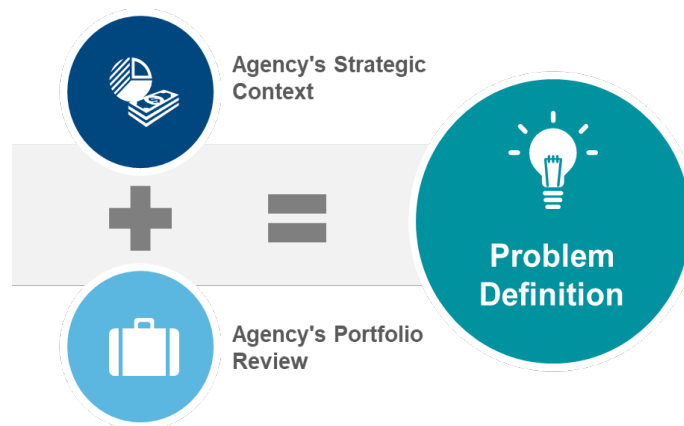 Agency's Strategic
Context
Problem
Definition
Agency's Portfolio
Review